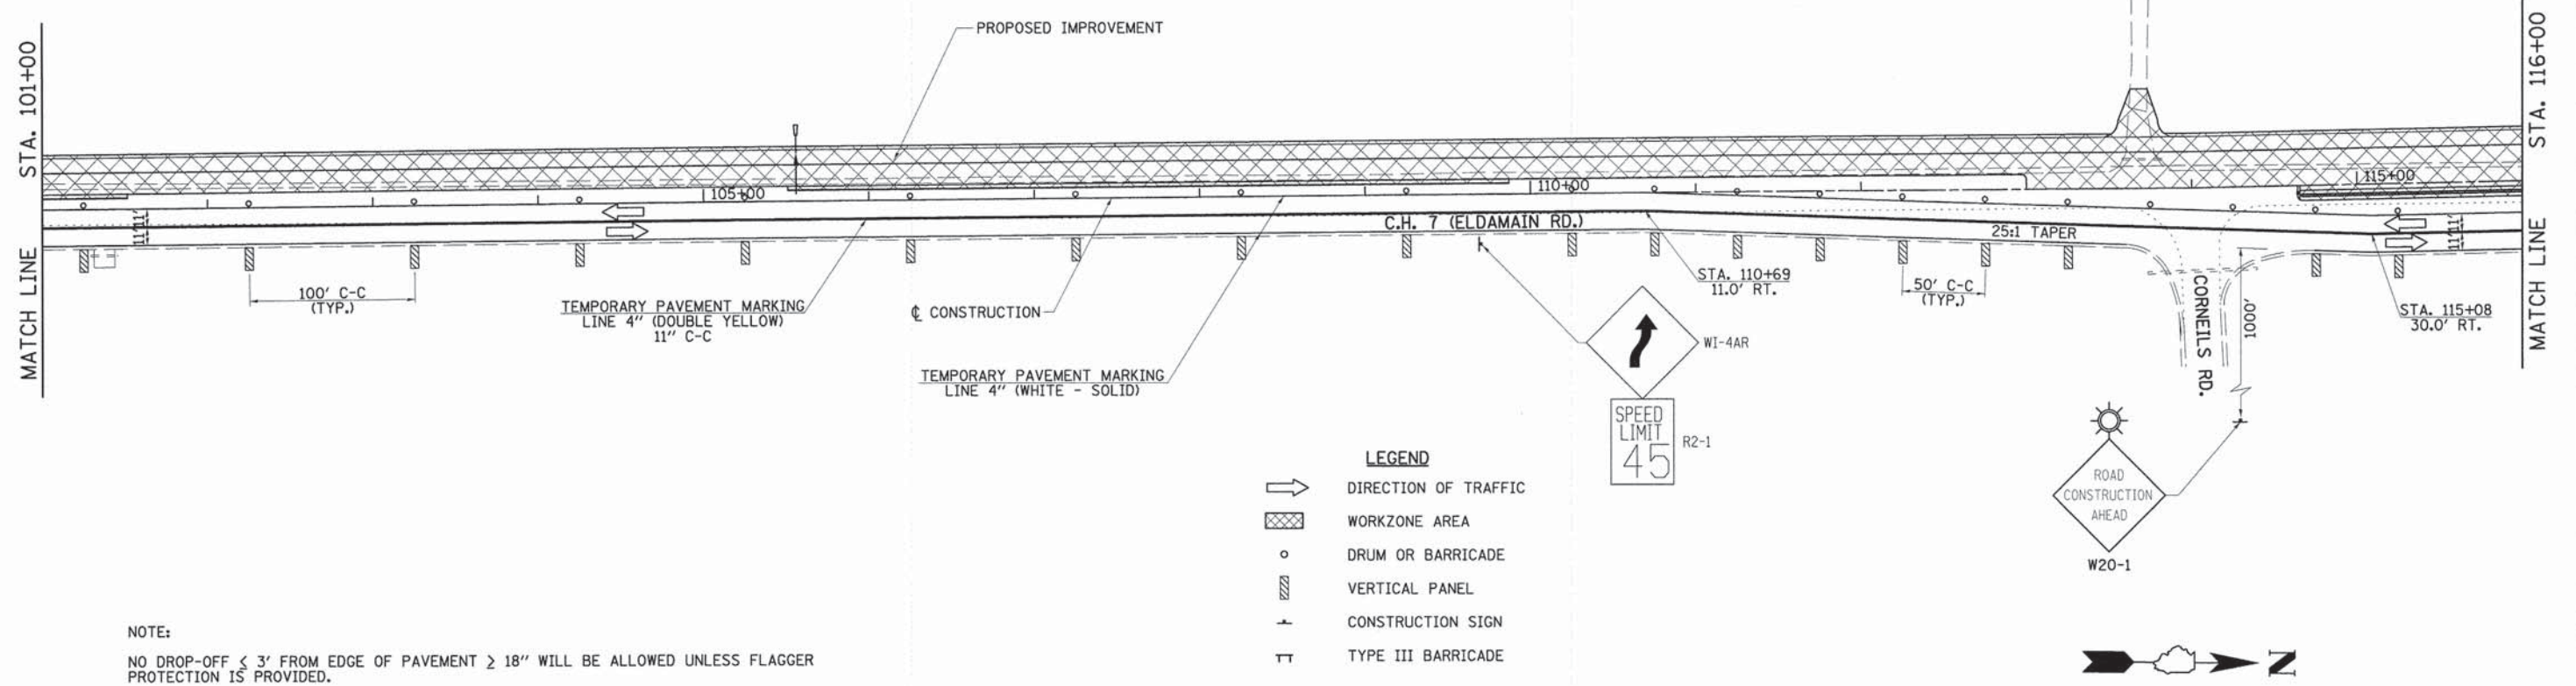 MATCH LINE STA. 101+00
PROPOSED IMPROVEMENT
MATCH LINE STA. 116+00
105+00
110+00
115+00
11' 11'
C.H. 7 (ELDAMAIN RD.)
25:1 TAPER
11' 11'
100' C-C
(TYP.)
TEMPORARY PAVEMENT MARKING
LINE 4" (DOUBLE YELLOW)
11" C-C
℄ CONSTRUCTION
TEMPORARY PAVEMENT MARKING
LINE 4" (WHITE - SOLID)
STA. 110+69
11.0' RT.
50' C-C
(TYP.)
CORNEILS RD.
1000'
STA. 115+08
30.0' RT.
WI-4AR
SPEED
LIMIT
45
R2-1
ROAD
CONSTRUCTION
AHEAD
W20-1
LEGEND
DIRECTION OF TRAFFIC
WORKZONE AREA
DRUM OR BARRICADE
VERTICAL PANEL
CONSTRUCTION SIGN
TYPE III BARRICADE
NOTE:
NO DROP-OFF ≤ 3' FROM EDGE OF PAVEMENT ≥ 18" WILL BE ALLOWED UNLESS FLAGGER
PROTECTION IS PROVIDED.
N